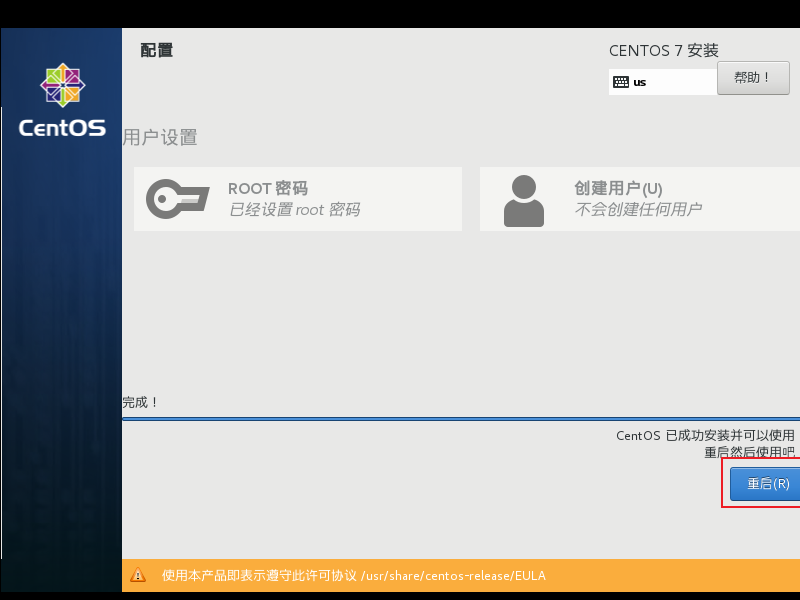 配置
CENTOS 7 安装
us
帮助！
CentOS
用户设置
ROOT 密码
已经设置 root 密码
创建用户(U)
不会创建任何用户
完成！
CentOS 已成功安装并可以使用
重启然后使用吧
重启(R)
使用本产品即表示遵守此许可协议 /usr/share/centos-release/EULA